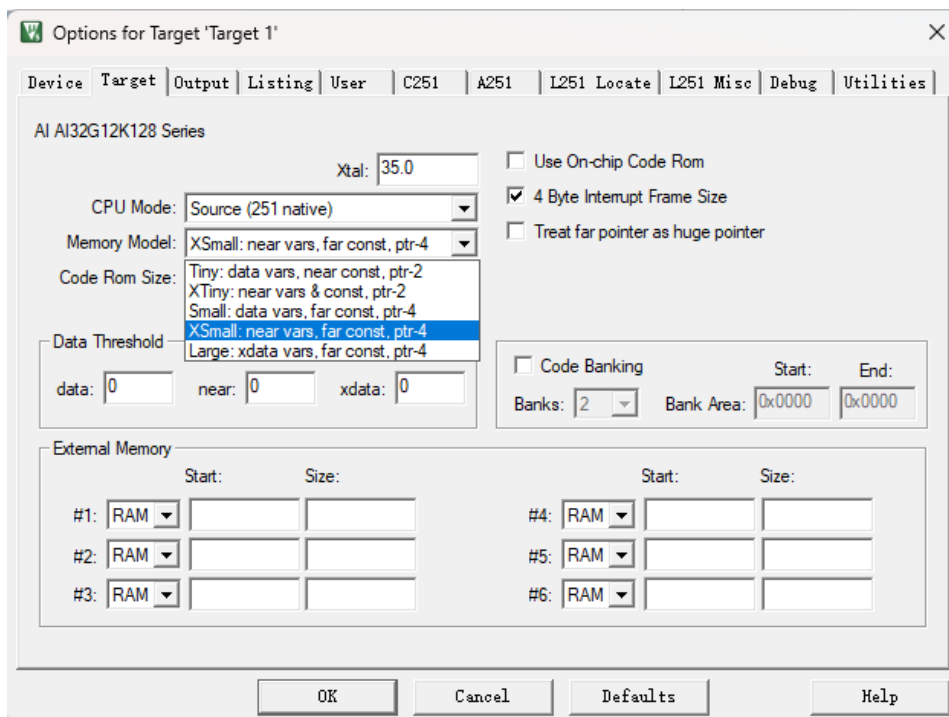 Options for Target 'Target 1'
Device Target Output Listing User C251 A251 L251 Locate L251 Misc Debug Utilities
AI AI32G12K128 Series
Xtal: 35.0
Use On-chip Code Rom
CPU Mode: Source (251 native)
4 Byte Interrupt Frame Size
Memory Model: XSmall: near vars, far const, ptr-4
Treat far pointer as huge pointer
Code Rom Size:
Tiny: data vars, near const, ptr-2
XTiny: near vars & const, ptr-2
Small: data vars, far const, ptr-4
XSmall: near vars, far const, ptr-4
Large: xdata vars, far const, ptr-4
Data Threshold
data: 0 near: 0 xdata: 0
Code Banking Start: End:
Banks: 2 Bank Area: 0x0000 0x0000
External Memory
Start: Size: Start: Size:
#1: RAM #4: RAM
#2: RAM #5: RAM
#3: RAM #6: RAM
OK Cancel Defaults Help